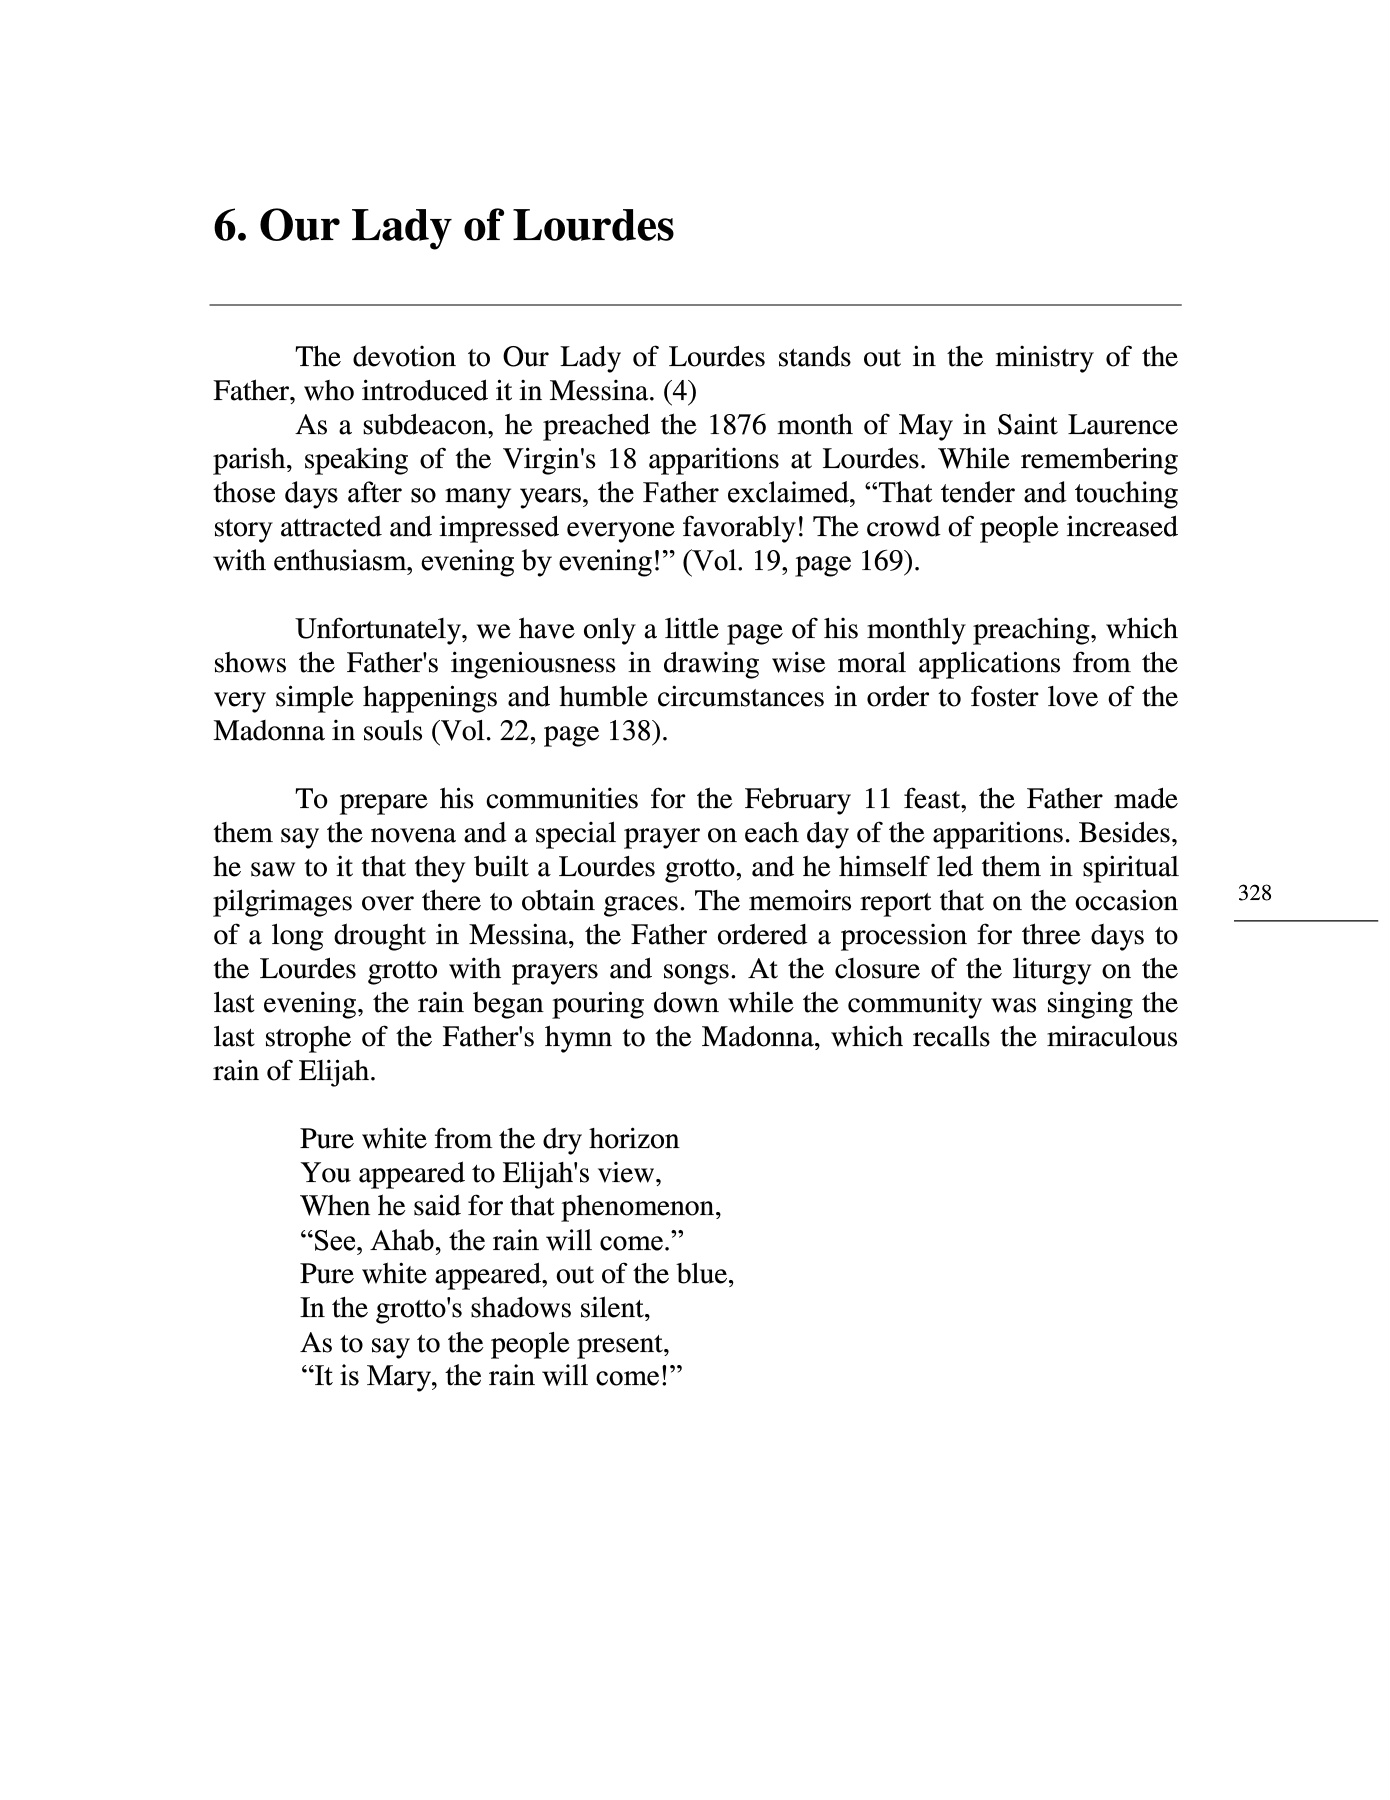 6. Our Lady of Lourdes
The devotion to Our Lady of Lourdes stands out in the ministry of the
Father, who introduced it in Messina. (4)
As a subdeacon, he preached the 1876 month of May in Saint Laurence
parish, speaking of the Virgin's 18 apparitions at Lourdes. While remembering
those days after so many years, the Father exclaimed, “That tender and touching
story attracted and impressed everyone favorably! The crowd of people increased
with enthusiasm, evening by evening!” (Vol. 19, page 169).
Unfortunately, we have only a little page of his monthly preaching, which
shows the Father's ingeniousness in drawing wise moral applications from the
very simple happenings and humble circumstances in order to foster love of the
Madonna in souls (Vol. 22, page 138).
To prepare his communities for the February 11 feast, the Father made
them say the novena and a special prayer on each day of the apparitions. Besides,
he saw to it that they built a Lourdes grotto, and he himself led them in spiritual
pilgrimages over there to obtain graces. The memoirs report that on the occasion
of a long drought in Messina, the Father ordered a procession for three days to
the Lourdes grotto with prayers and songs. At the closure of the liturgy on the
last evening, the rain began pouring down while the community was singing the
last strophe of the Father's hymn to the Madonna, which recalls the miraculous
rain of Elijah.
Pure white from the dry horizon
You appeared to Elijah's view,
When he said for that phenomenon,
“See, Ahab, the rain will come.”
Pure white appeared, out of the blue,
In the grotto's shadows silent,
As to say to the people present,
“It is Mary, the rain will come!”
328